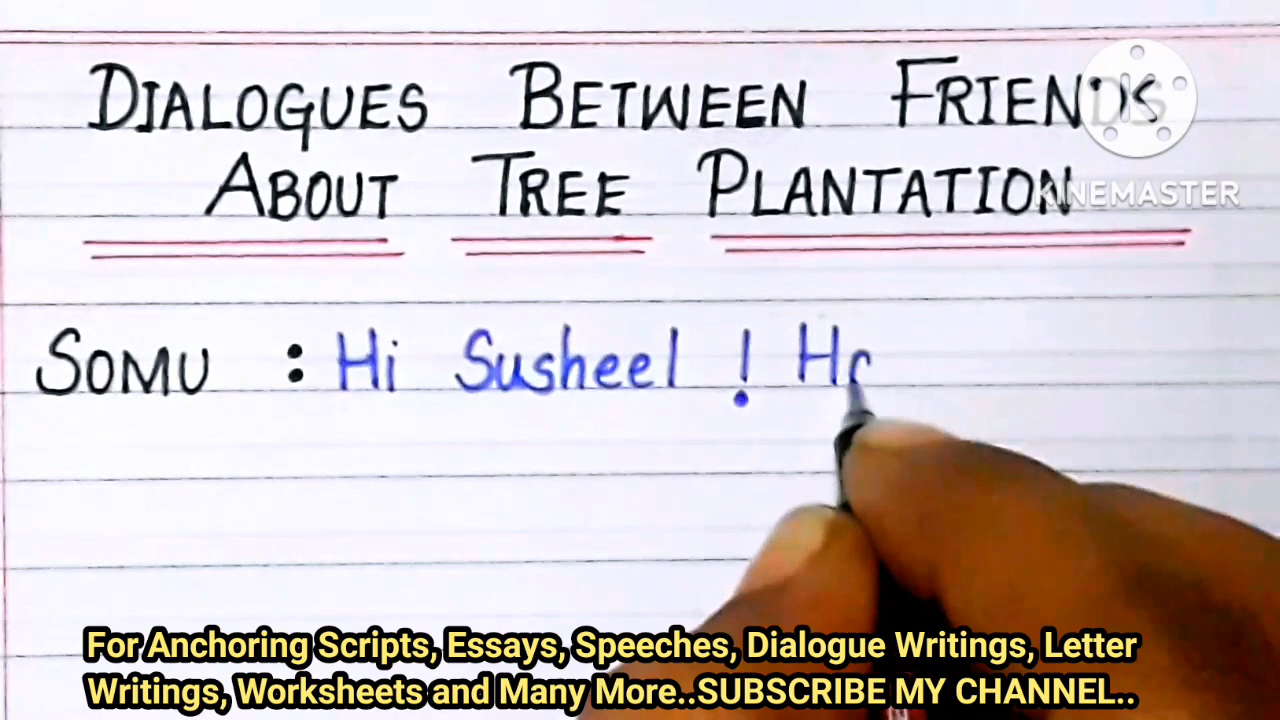 DIALOGUES BETWEEN FRIENDS
ABOUT TREE PLANTATION
KINEMASTER
SOMU : Hi Susheel ! H
For Anchoring Scripts, Essays, Speeches, Dialogue Writings, Letter
Writings, Worksheets and Many More..SUBSCRIBE MY CHANNEL..